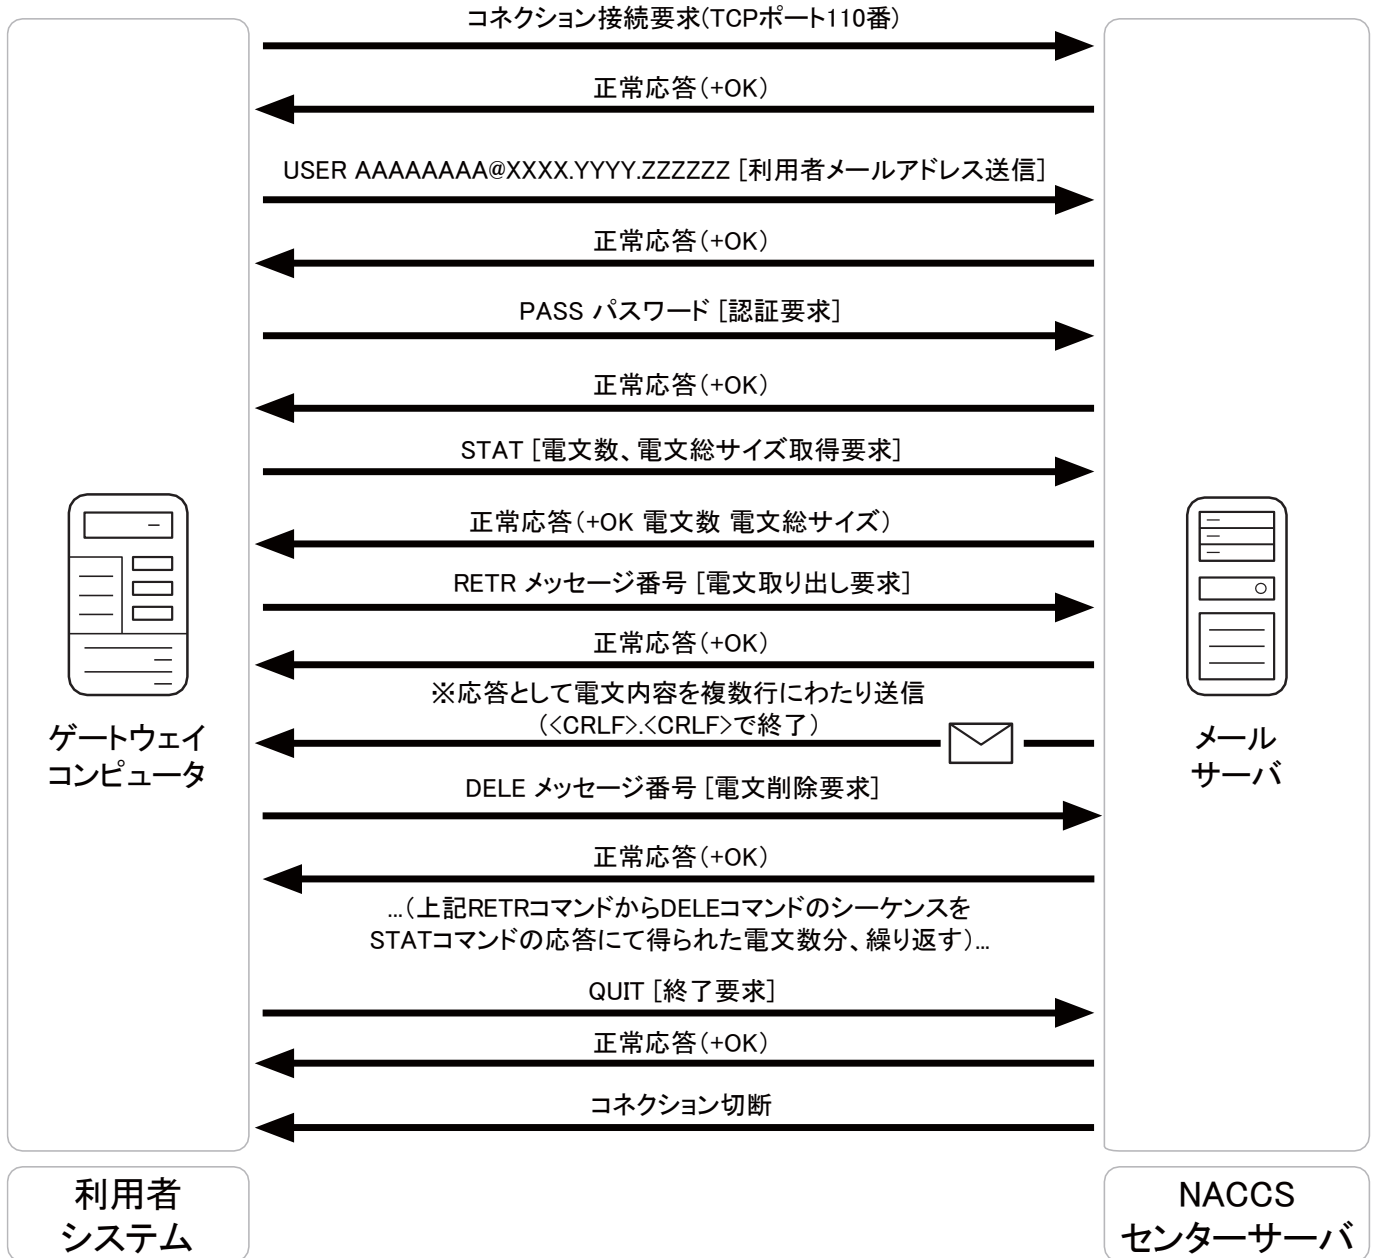 コネクション接続要求(TCPポート110番)
正常応答(+OK)
USER AAAAAAAA@XXXX.YYYY.ZZZZZZ [利用者メールアドレス送信]
正常応答(+OK)
PASS パスワード [認証要求]
正常応答(+OK)
STAT [電文数、電文総サイズ取得要求]
正常応答(+OK 電文数 電文総サイズ)
RETR メッセージ番号 [電文取り出し要求]
正常応答(+OK)
※応答として電文内容を複数行にわたり送信
(<CRLF>.<CRLF>で終了)
DELE メッセージ番号 [電文削除要求]
正常応答(+OK)
...(上記RETRコマンドからDELEコマンドのシーケンスを
STATコマンドの応答にて得られた電文数分、繰り返す)...
QUIT [終了要求]
正常応答(+OK)
コネクション切断
ゲートウェイ
コンピュータ
メール
サーバ
利用者
システム
NACCS
センターサーバ